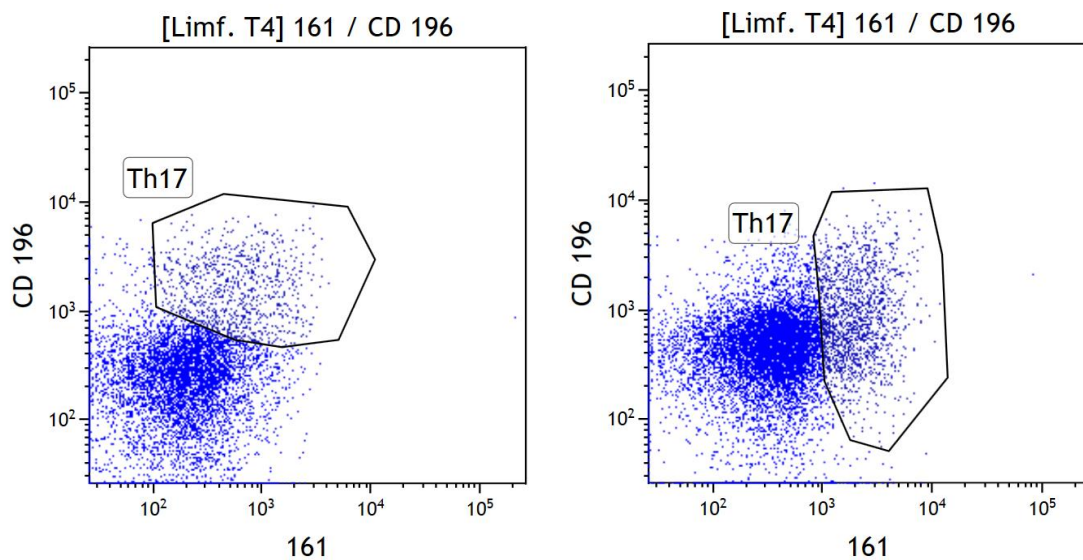 [Limf. T4] 161 / CD 196
10⁵
10⁴
10³
10²
CD 196
Th17
10² 10³ 10⁴ 10⁵
161
[Limf. T4] 161 / CD 196
10⁵
10⁴
10³
10²
CD 196
Th17
10² 10³ 10⁴ 10⁵
161